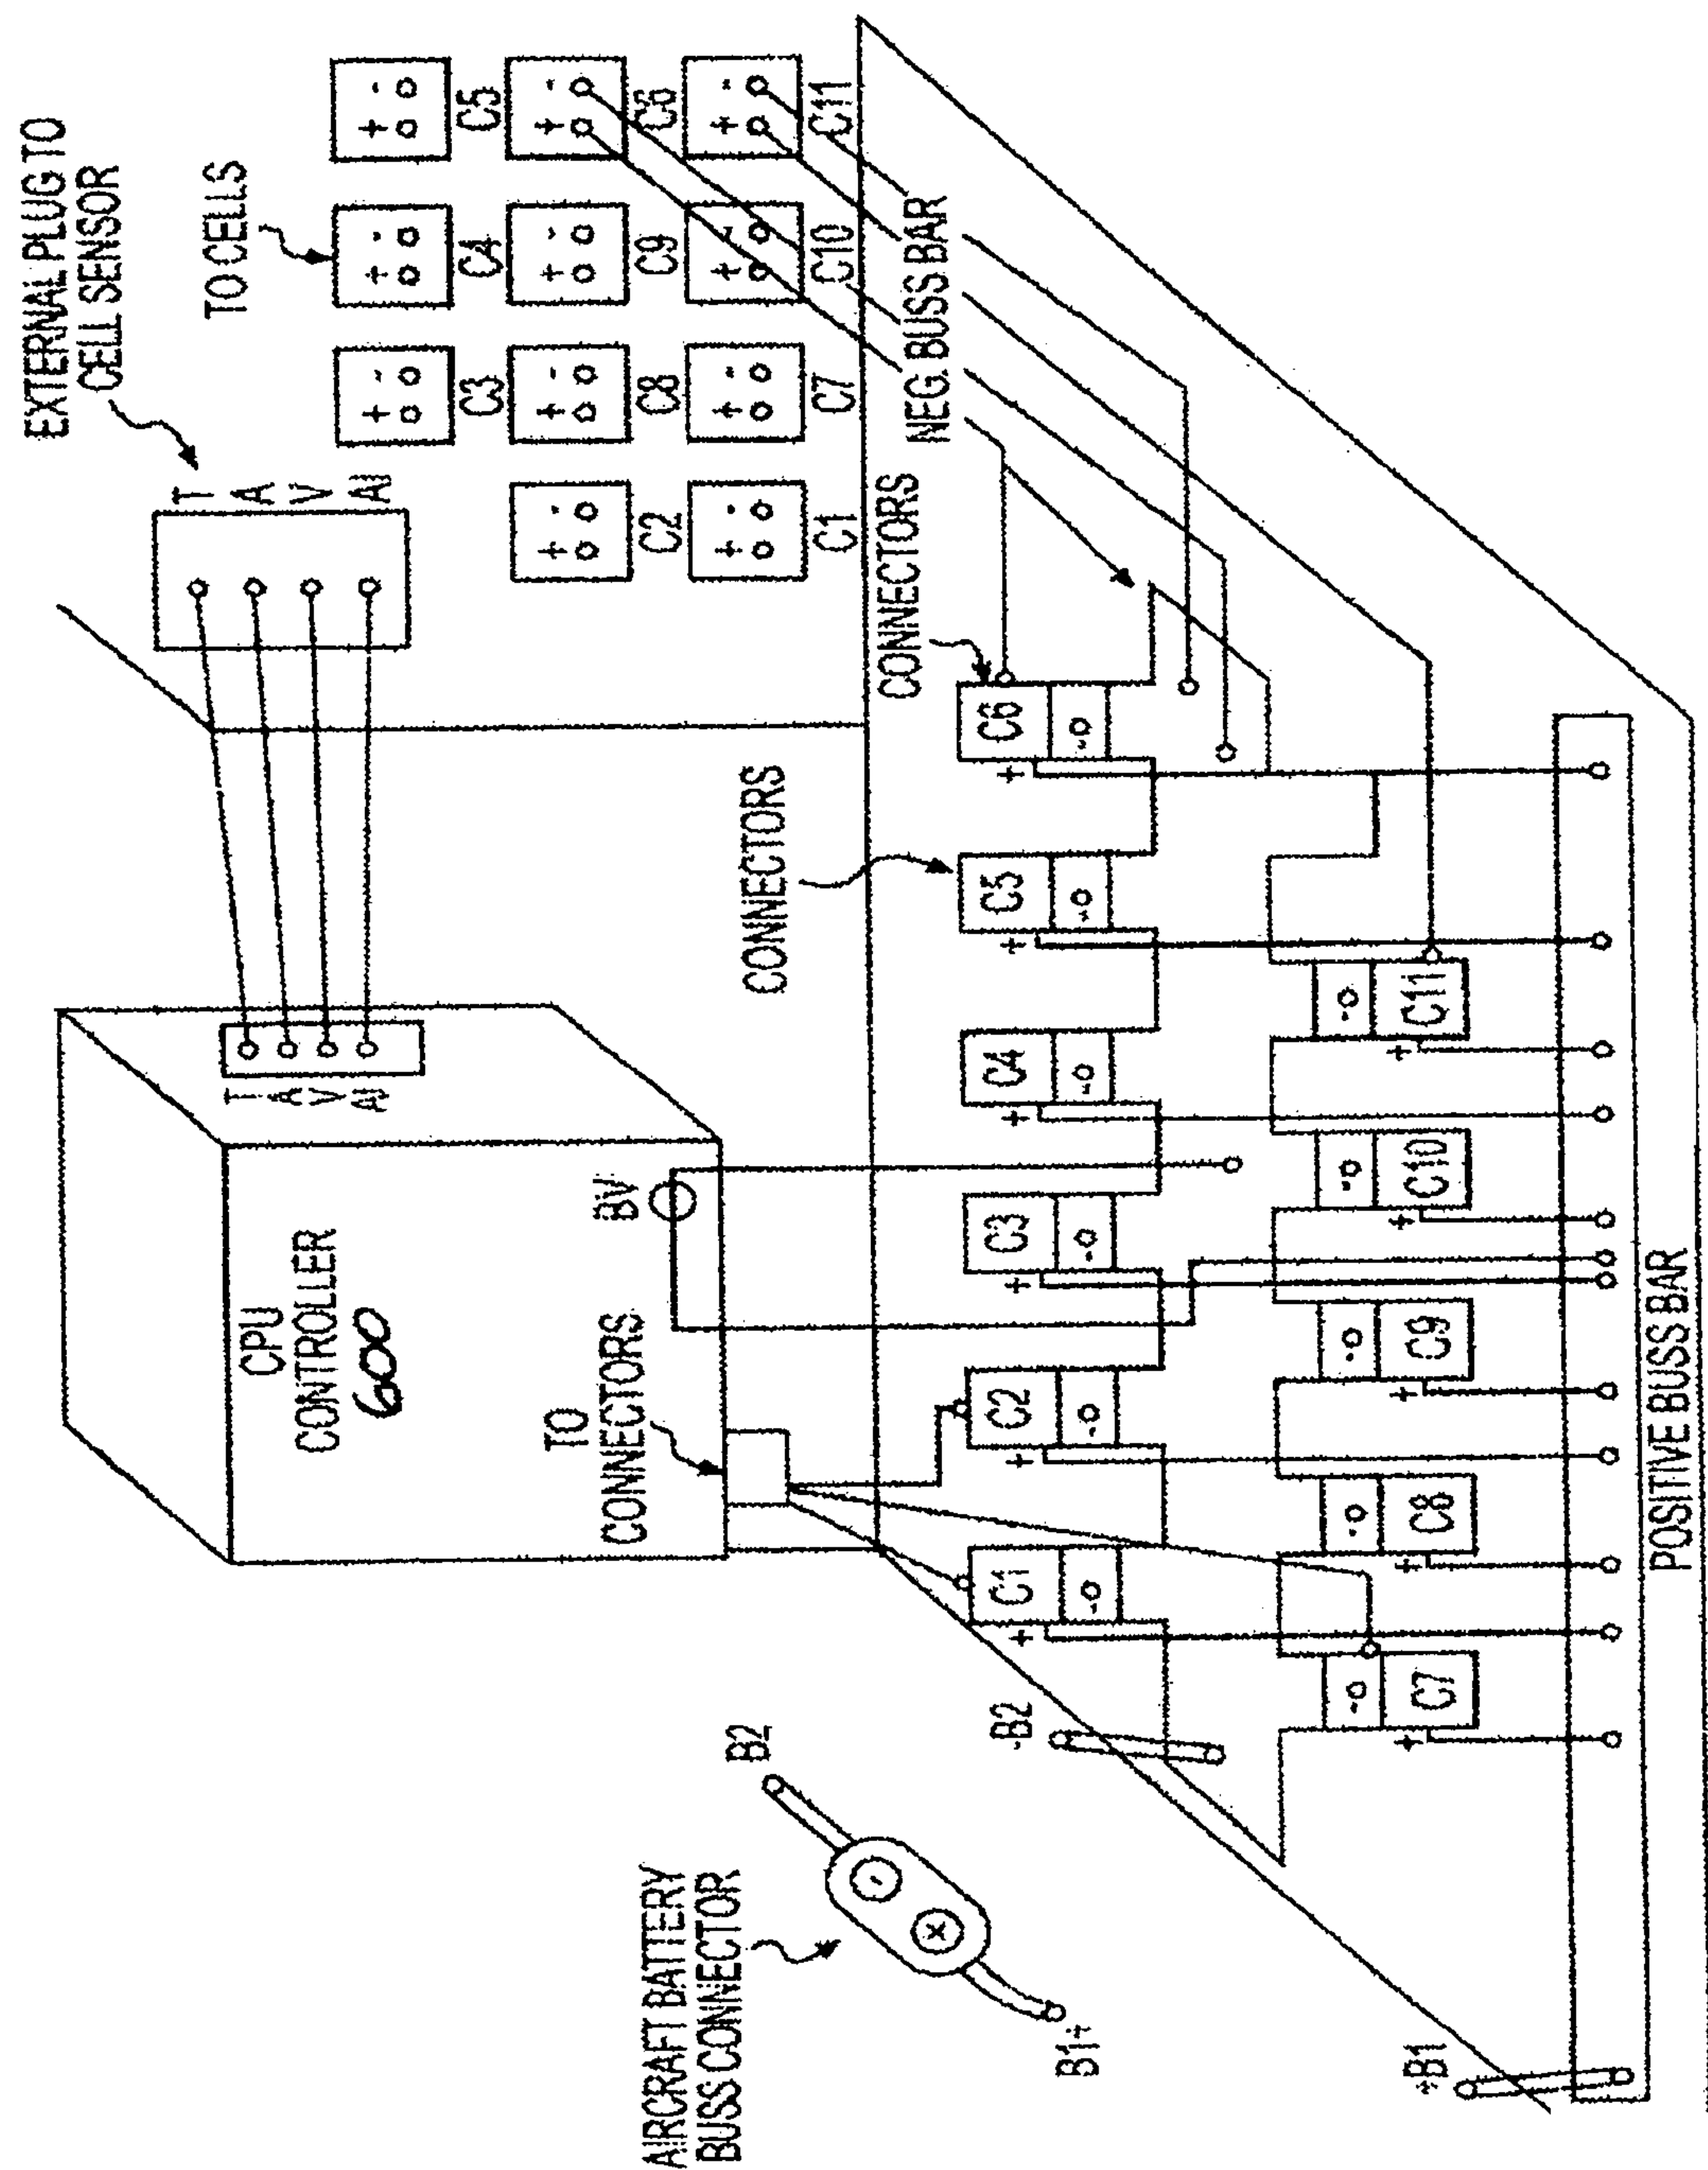 EXTERNAL PLUG TO
CELL SENSOR
T
A
V
AI
TO CELLS
+ -
C5
+ -
C4
+ -
C3
+ -
C6
+ -
C9
+ -
C8
+ -
C2
+ -
C11
+ -
C10
+ -
C7
+ -
C1
T
A
V
AI
CPU
CONTROLLER
600
BV
TO
CONNECTORS
CONNECTORS
CONNECTORS
NEG. BUSS BAR
C1
+ -
C2
+ -
C3
+ -
C4
+ -
C5
+ -
C6
+ -
C7
+ -
C8
+ -
C9
+ -
C10
+ -
C11
+ -
AIRCRAFT BATTERY
BUSS CONNECTOR
B2
-
+
B1+
-B2
+B1
POSITIVE BUSS BAR